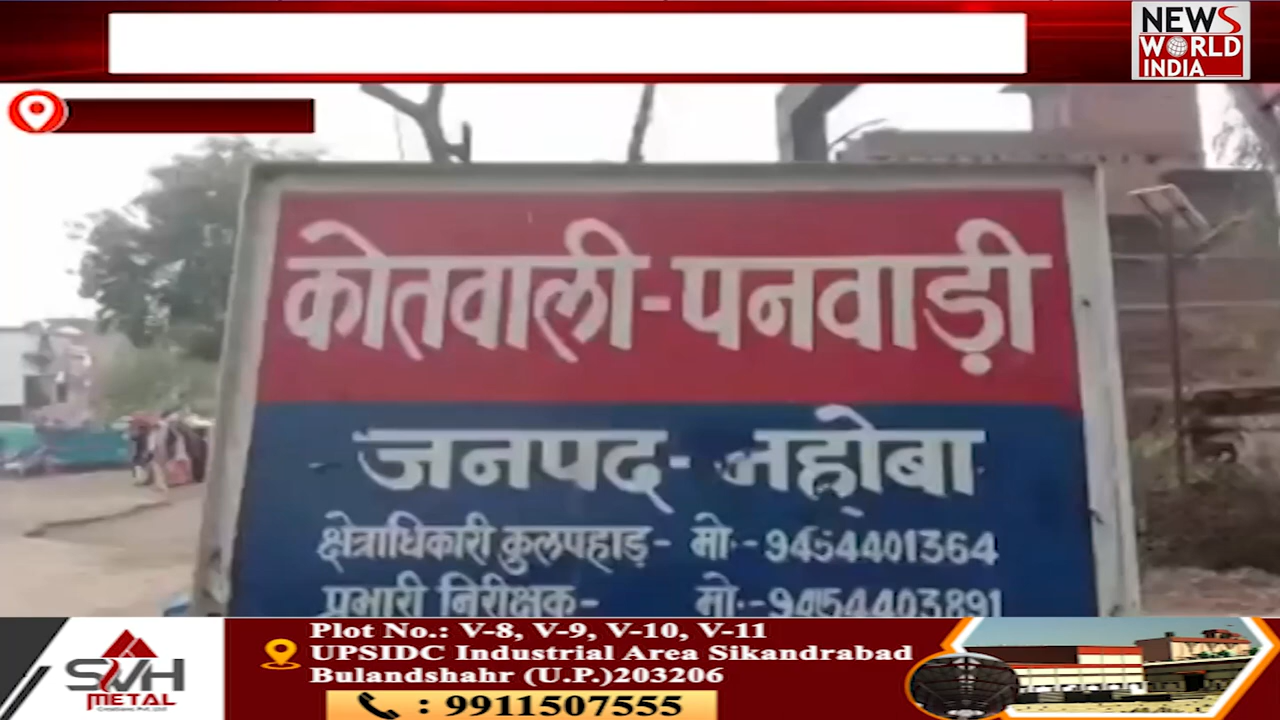 NEWS
WORLD
INDIA
कोतवाली-पनवाड़ी
जनपद- महोबा
क्षेत्राधिकारी कुलपहाड़- मो.-9454401364
प्रभारी निरीक्षक- मो.-9454403891
SVH
METAL
Plot No.: V-8, V-9, V-10, V-11
UPSIDC Industrial Area Sikandrabad
Bulandshahr (U.P.)203206
: 9911507555